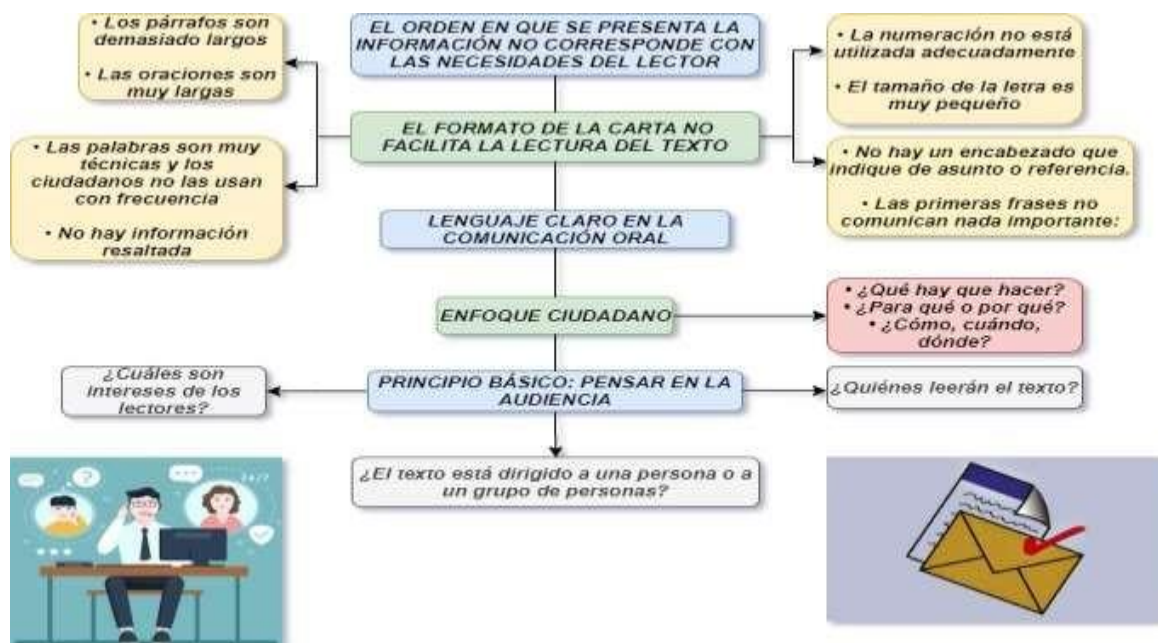 • Los párrafos son
demasiado largos
• Las oraciones son
muy largas
EL ORDEN EN QUE SE PRESENTA LA
INFORMACIÓN NO CORRESPONDE CON
LAS NECESIDADES DEL LECTOR
• La numeración no está
utilizada adecuadamente
• El tamaño de la letra es
muy pequeño
EL FORMATO DE LA CARTA NO
FACILITA LA LECTURA DEL TEXTO
• Las palabras son muy
técnicas y los
ciudadanos no las usan
con frecuencia
• No hay información
resaltada
• No hay un encabezado que
indique de asunto o referencia.
• Las primeras frases no
comunican nada importante:
LENGUAJE CLARO EN LA
COMUNICACIÓN ORAL
ENFOQUE CIUDADANO
• ¿Qué hay que hacer?
• ¿Para qué o por qué?
• ¿Cómo, cuándo,
dónde?
¿Cuáles son
intereses de los
lectores?
PRINCIPIO BÁSICO: PENSAR EN LA
AUDIENCIA
¿Quiénes leerán el texto?
¿El texto está dirigido a una persona o a
un grupo de personas?
24/7